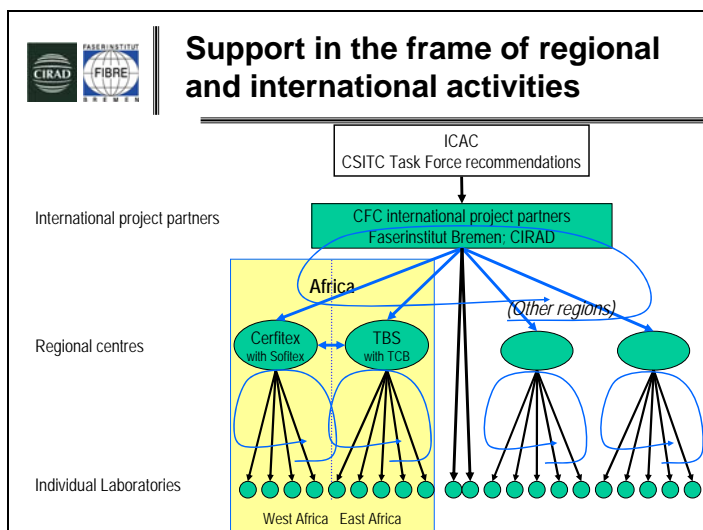 CIRAD
FASERINSTITUT
FIBRE
BREMEN
Support in the frame of regional
and international activities
ICAC
CSITC Task Force recommendations
International project partners
CFC international project partners
Faserinstitut Bremen; CIRAD
Africa
(Other regions)
Regional centres
Cerfitex
with Sofitex
TBS
with TCB
Individual Laboratories
West Africa
East Africa